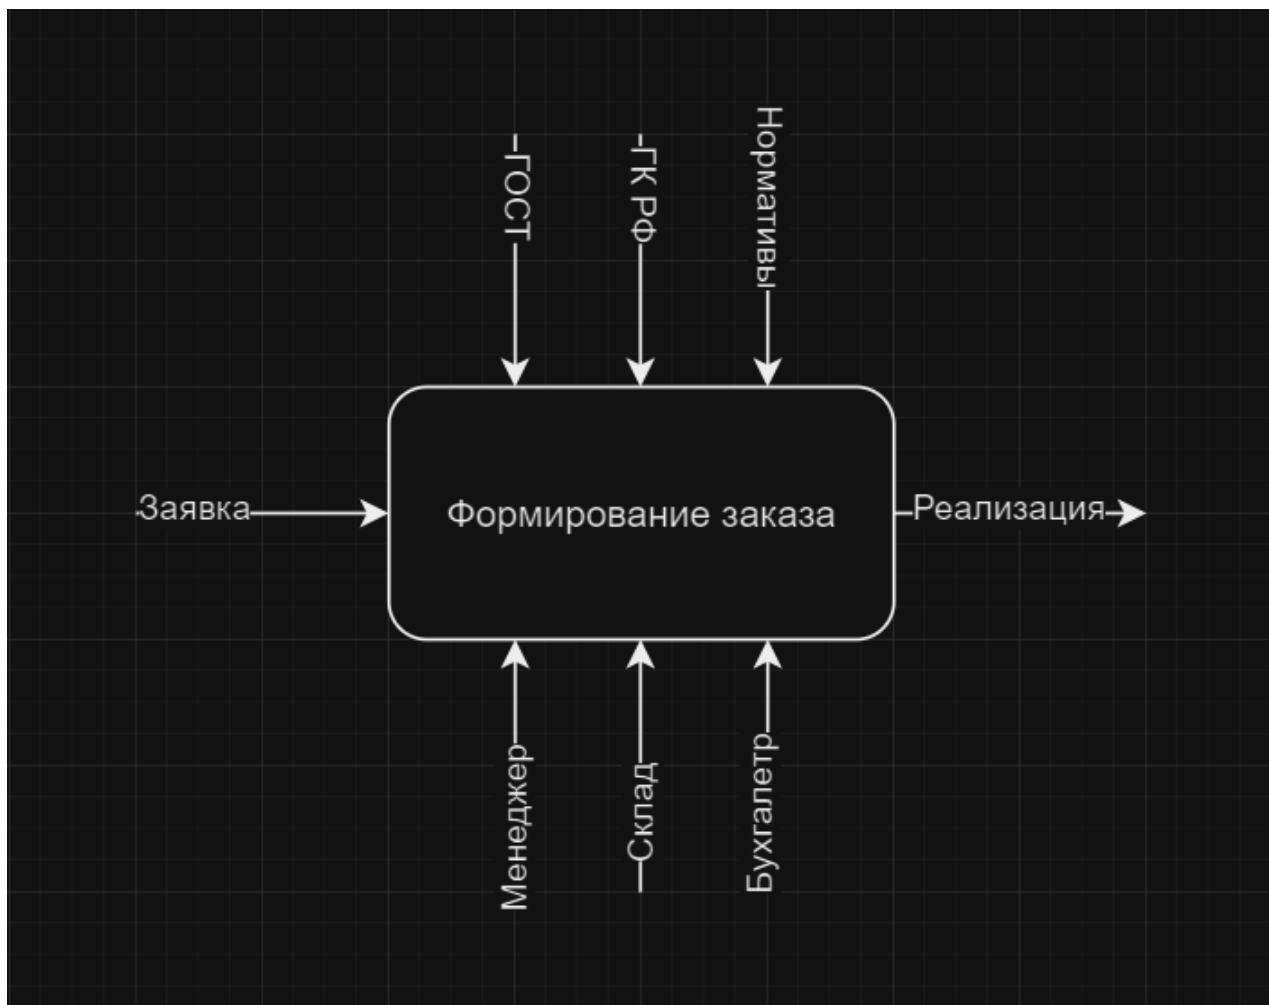 ГОСТ
ГК РФ
Нормативы
Заявка
Формирование заказа
Реализация
Менеджер
Склад
Бухгалетр